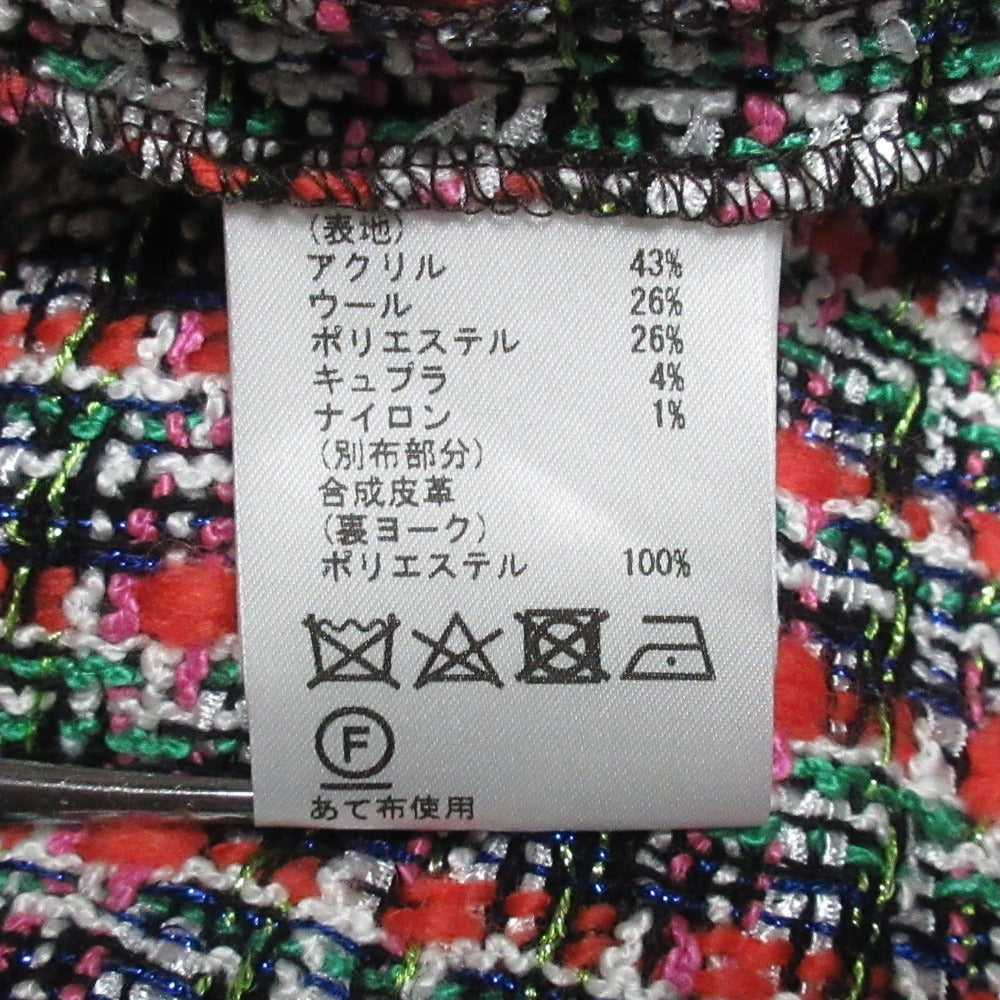 (表地)
アクリル 43%
ウール 26%
ポリエステル 26%
キュプラ 4%
ナイロン 1%
(別布部分)
合成皮革
(裏ヨーク)
ポリエステル 100%
F
あて布使用